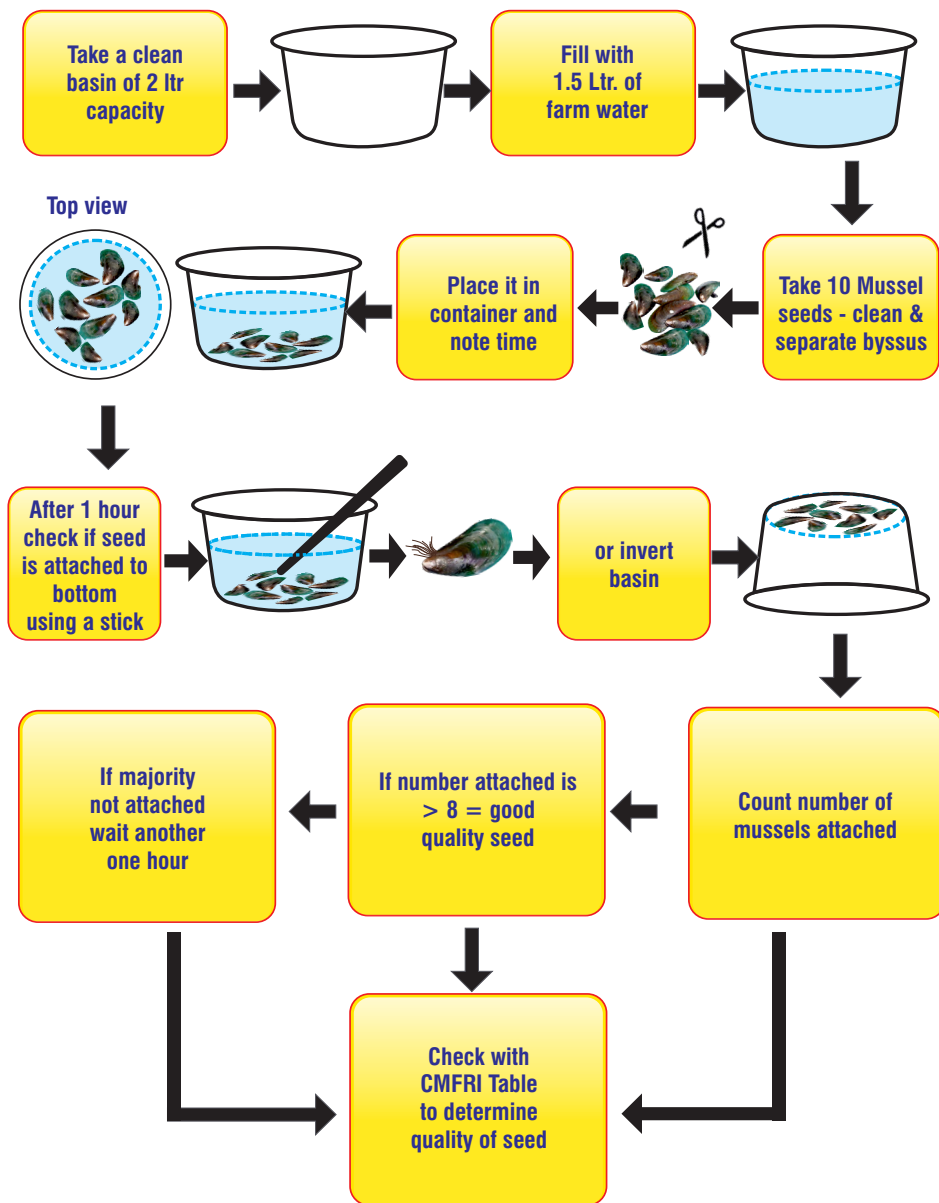 Take a clean
basin of 2 ltr
capacity
Fill with
1.5 Ltr. of
farm water
Take 10 Mussel
seeds - clean &
separate byssus
Place it in
container and
note time
Top view
After 1 hour
check if seed
is attached to
bottom
using a stick
or invert
basin
Count number of
mussels attached
If number attached is
> 8 = good
quality seed
If majority
not attached
wait another
one hour
Check with
CMFRI Table
to determine
quality of seed